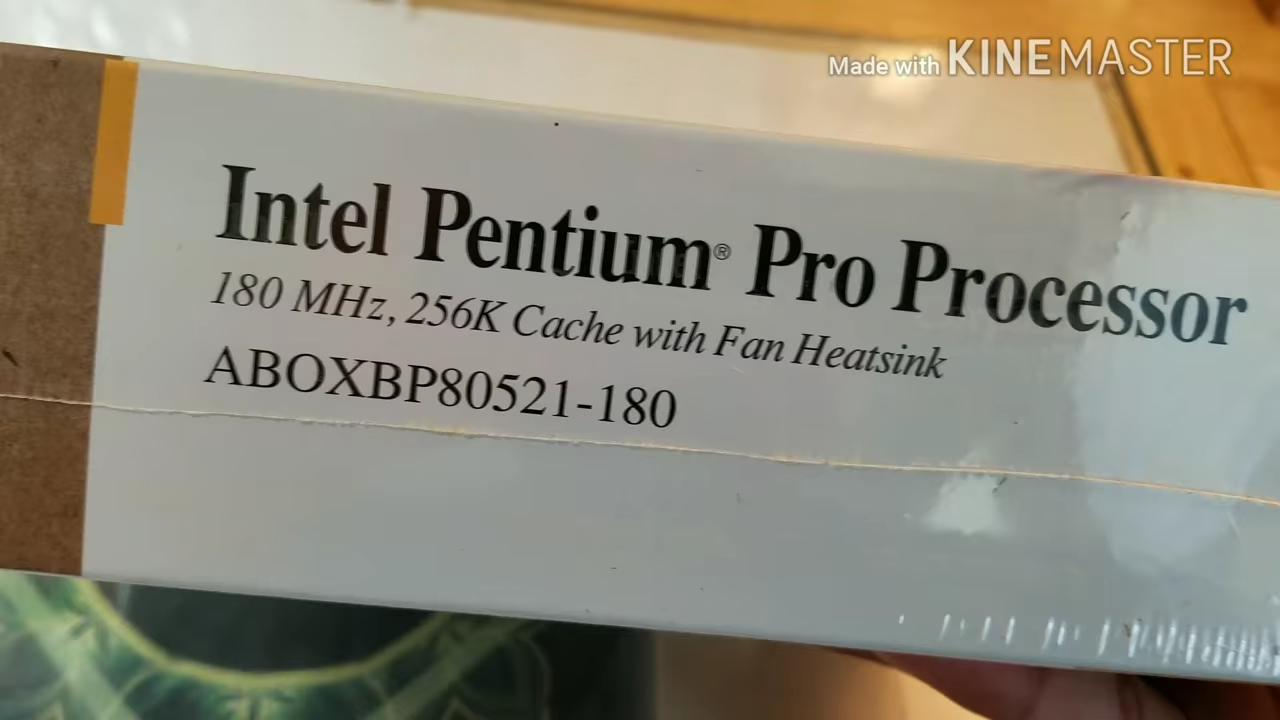 Made with KINEMASTER
Intel Pentium® Pro Processor
180 MHz, 256K Cache with Fan Heatsink
ABOXBP80521-180